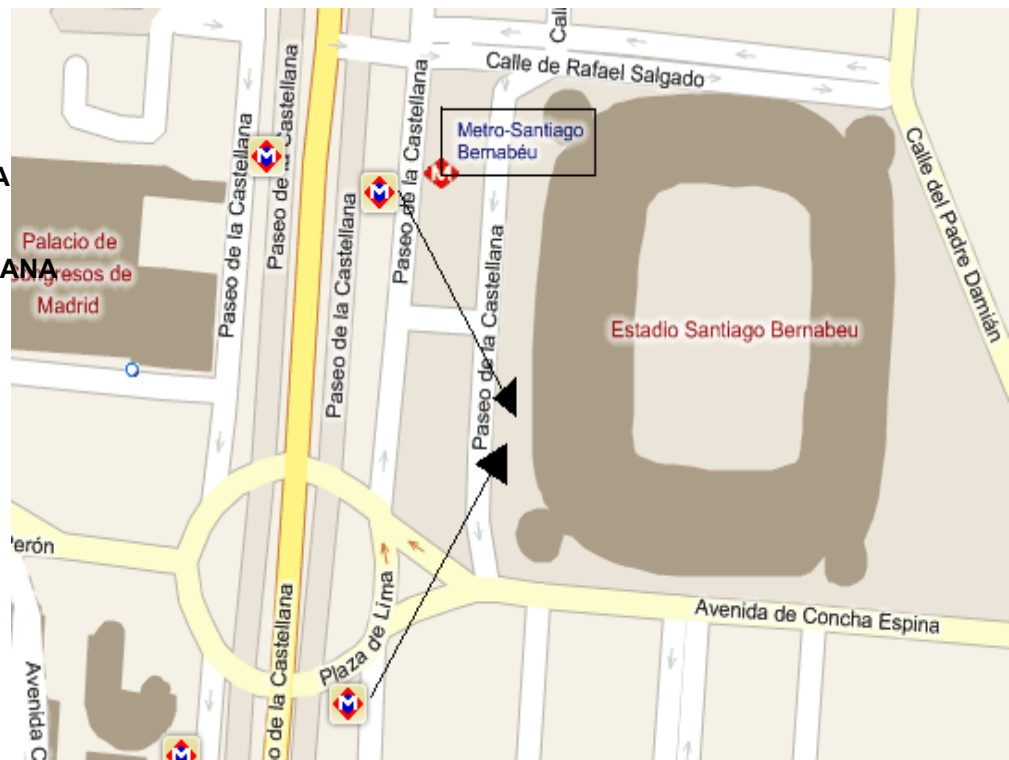 Calle de Rafael Salgado
Calle
Metro-Santiago
Bernabéu
Paseo de la Castellana
Paseo de la Castellana
Paseo de la Castellana
Paseo de la Castellana
Paseo de la Castellana
Calle del Padre Damián
A
Palacio de
Congresos de
Madrid
ANA
Estadio Santiago Bernabeu
Perón
Plaza de Lima
Avenida de Concha Espina
o de la Castellana
Avenida C